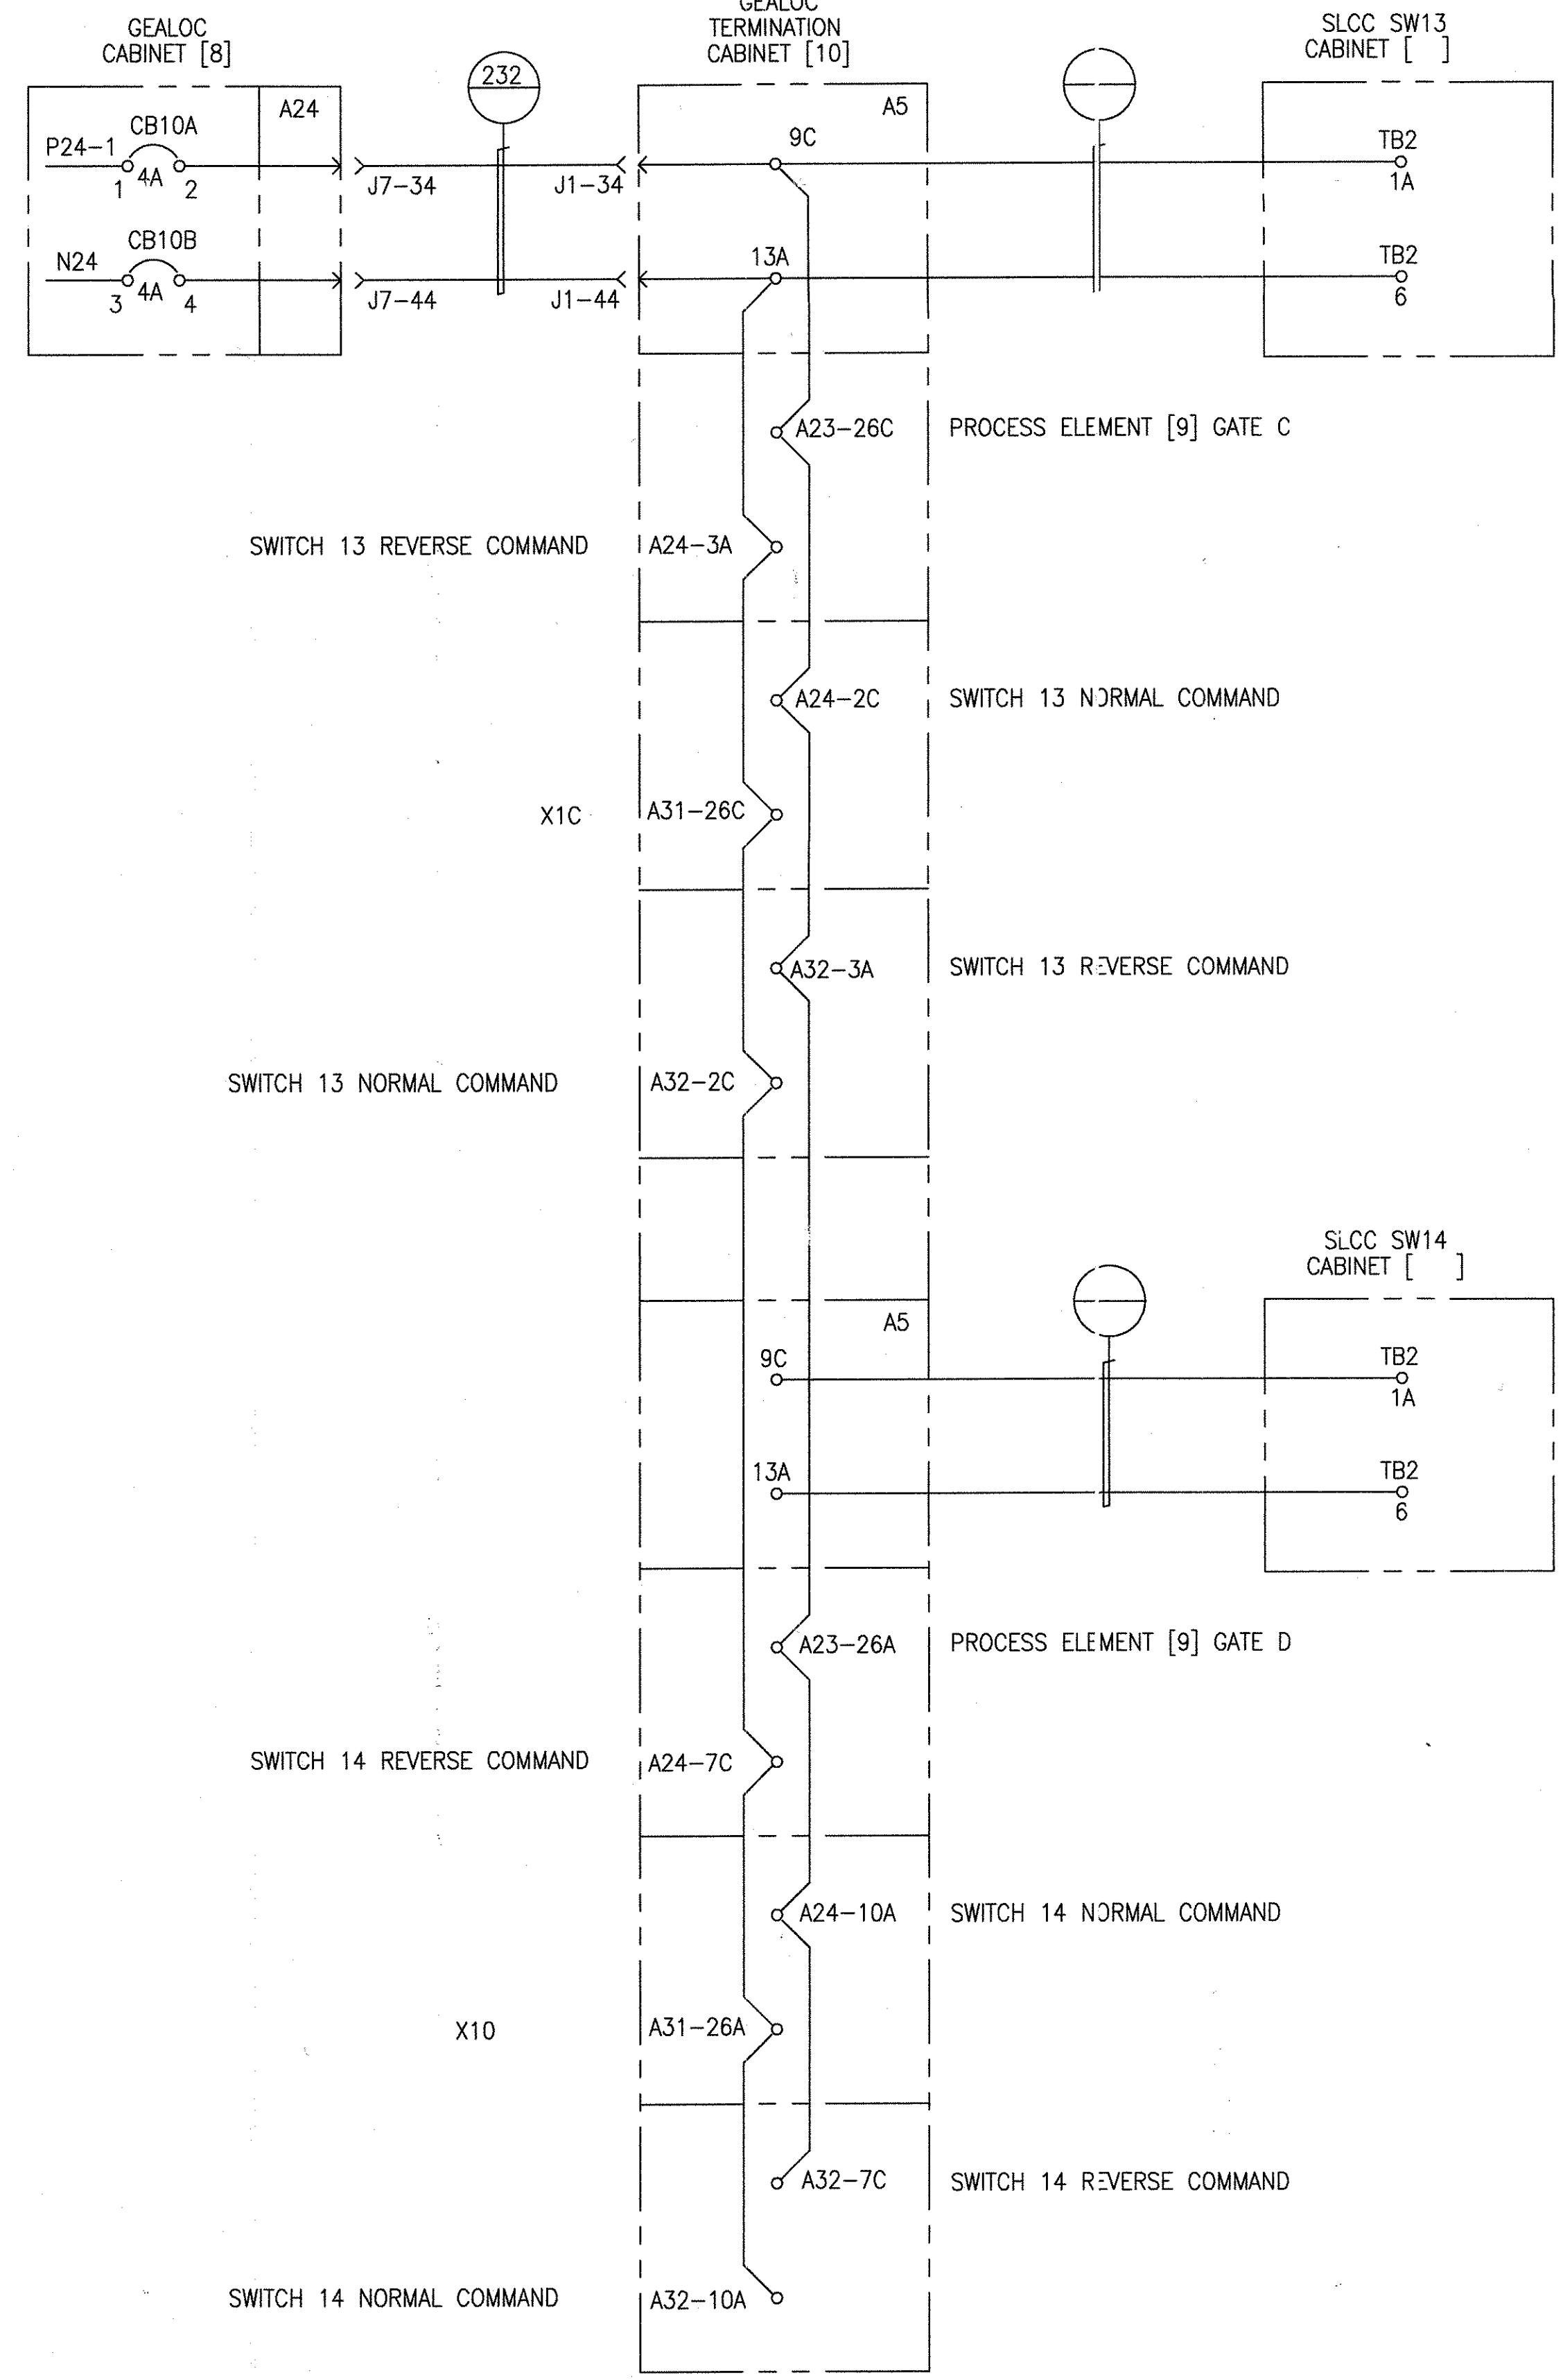 GEALOC
CABINET [8]
GEALOC
TERMINATION
CABINET [10]
SLCC SW13
CABINET [ ]
A24
232
A5
P24-1
CB10A
4A
1
2
J7-34
J1-34
9C
TB2
1A
N24
CB10B
4A
3
4
J7-44
J1-44
13A
TB2
6
A23-26C
PROCESS ELEMENT [9] GATE C
SWITCH 13 REVERSE COMMAND
A24-3A
A24-2C
SWITCH 13 NORMAL COMMAND
X1C
A31-26C
A32-3A
SWITCH 13 REVERSE COMMAND
SWITCH 13 NORMAL COMMAND
A32-2C
SLCC SW14
CABINET [ ]
A5
9C
TB2
1A
13A
TB2
6
A23-26A
PROCESS ELEMENT [9] GATE D
SWITCH 14 REVERSE COMMAND
A24-7C
A24-10A
SWITCH 14 NORMAL COMMAND
X10
A31-26A
A32-7C
SWITCH 14 REVERSE COMMAND
SWITCH 14 NORMAL COMMAND
A32-10A